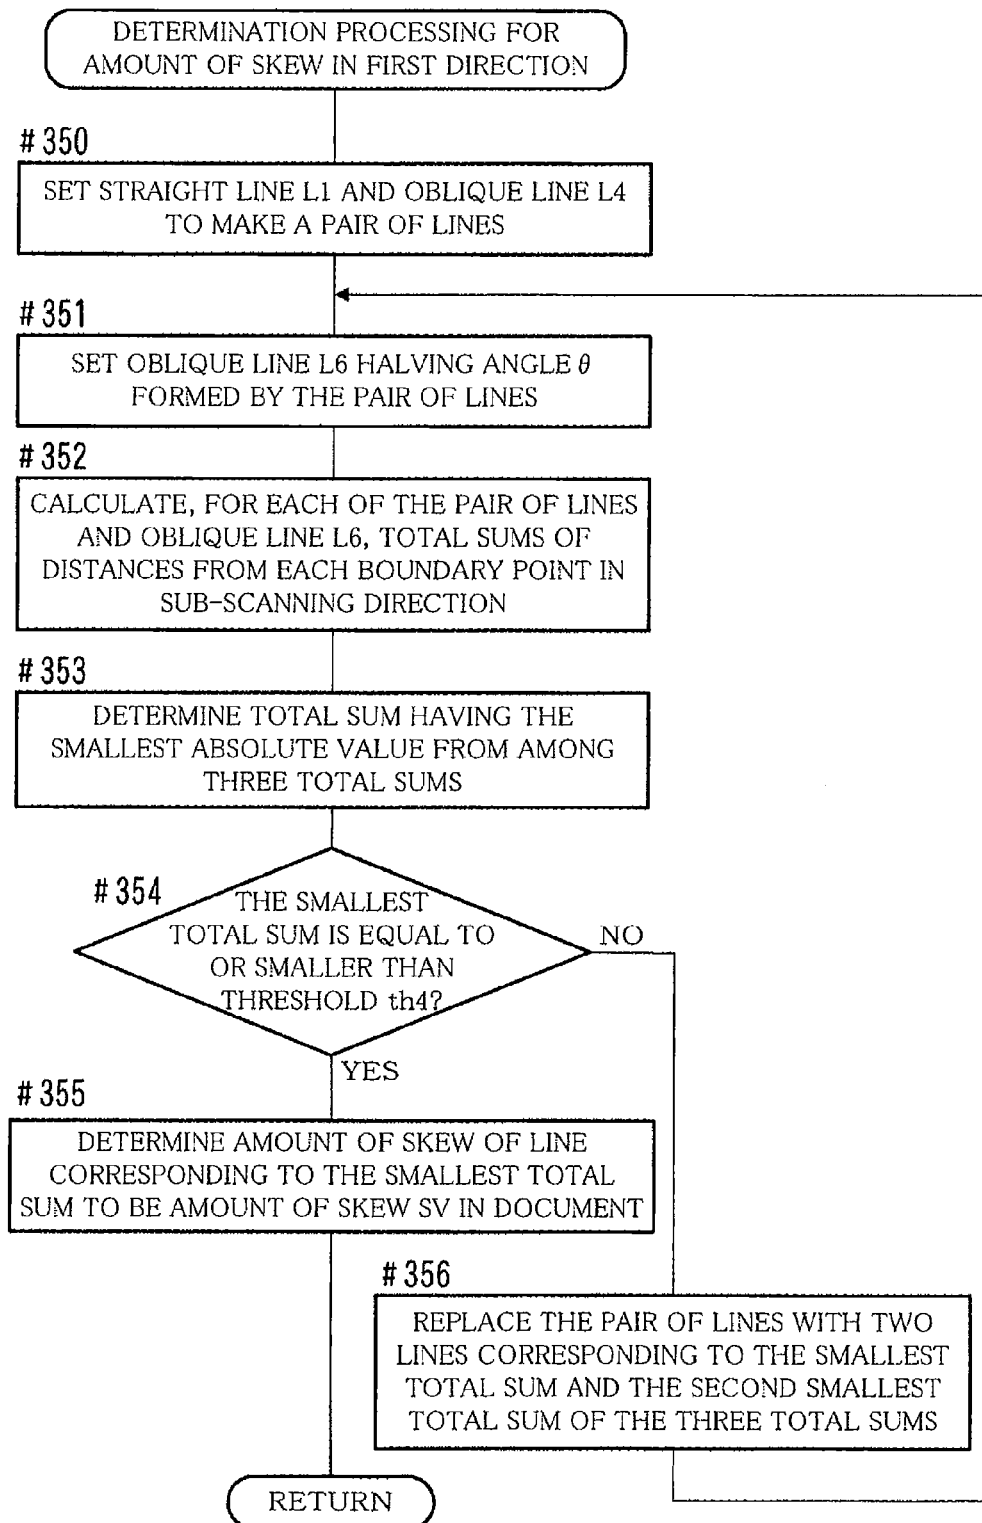 DETERMINATION PROCESSING FOR
AMOUNT OF SKEW IN FIRST DIRECTION
#350
SET STRAIGHT LINE L1 AND OBLIQUE LINE L4
TO MAKE A PAIR OF LINES
#351
SET OBLIQUE LINE L6 HALVING ANGLE θ
FORMED BY THE PAIR OF LINES
#352
CALCULATE, FOR EACH OF THE PAIR OF LINES
AND OBLIQUE LINE L6, TOTAL SUMS OF
DISTANCES FROM EACH BOUNDARY POINT IN
SUB-SCANNING DIRECTION
#353
DETERMINE TOTAL SUM HAVING THE
SMALLEST ABSOLUTE VALUE FROM AMONG
THREE TOTAL SUMS
#354
THE SMALLEST
TOTAL SUM IS EQUAL TO
OR SMALLER THAN
THRESHOLD th4?
NO
YES
#355
DETERMINE AMOUNT OF SKEW OF LINE
CORRESPONDING TO THE SMALLEST TOTAL
SUM TO BE AMOUNT OF SKEW SV IN DOCUMENT
#356
REPLACE THE PAIR OF LINES WITH TWO
LINES CORRESPONDING TO THE SMALLEST
TOTAL SUM AND THE SECOND SMALLEST
TOTAL SUM OF THE THREE TOTAL SUMS
RETURN